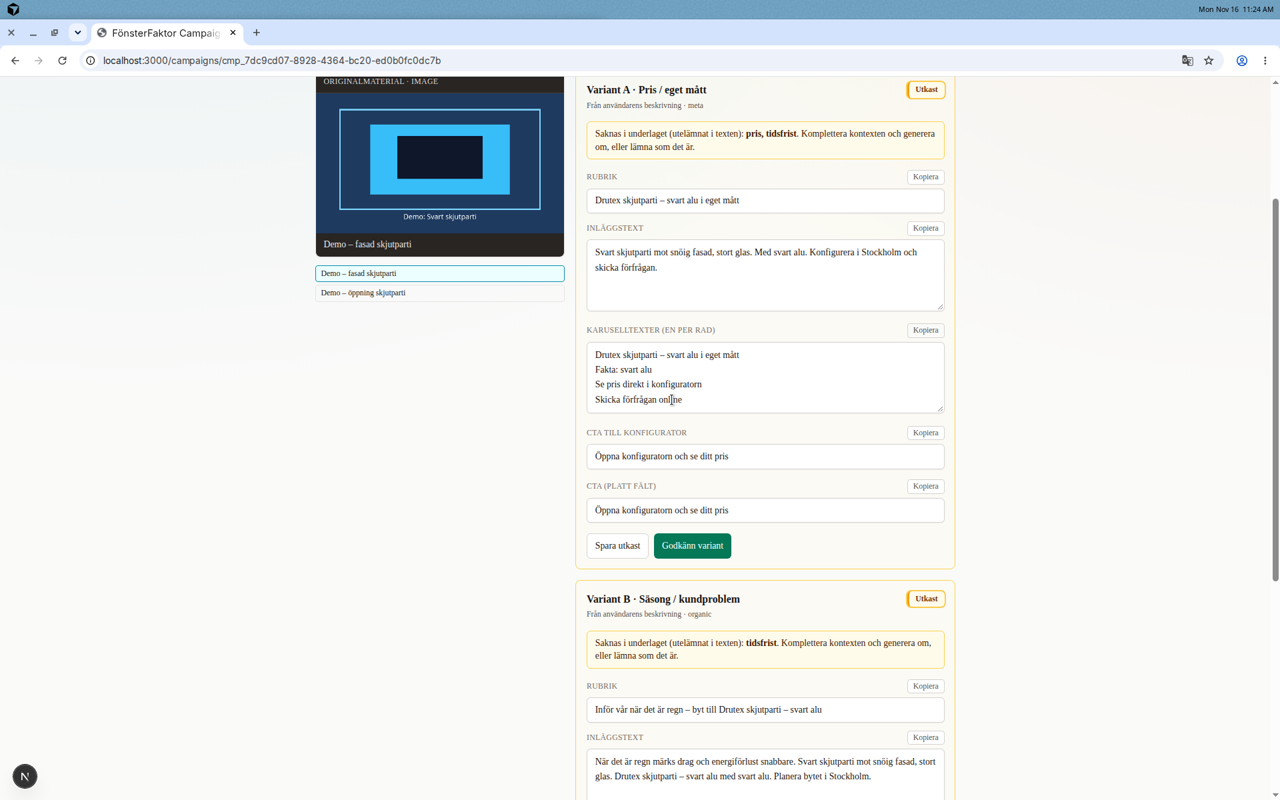 Mon Nov 16 11:24 AM
FönsterFaktor Campaig
localhost:3000/campaigns/cmp_7dc9cd07-8928-4364-bc20-ed0b0fc0dc7b
ORIGINALMATERIAL · IMAGE
Demo: Svart skjutparti
Demo – fasad skjutparti
Demo – fasad skjutparti
Demo – öppning skjutparti
Variant A · Pris / eget mått
Utkast
Från användarens beskrivning · meta
Saknas i underlaget (utelämnat i texten): pris, tidsfrist. Komplettera kontexten och generera
om, eller lämna som det är.
RUBRIK
Kopiera
Drutex skjutparti – svart alu i eget mått
INLÄGGSTEXT
Kopiera
Svart skjutparti mot snöig fasad, stort glas. Med svart alu. Konfigurera i Stockholm och
skicka förfrågan.
KARUSELLTEXTER (EN PER RAD)
Kopiera
Drutex skjutparti – svart alu i eget mått
Fakta: svart alu
Se pris direkt i konfiguratorn
Skicka förfrågan online
CTA TILL KONFIGURATOR
Kopiera
Öppna konfiguratorn och se ditt pris
CTA (PLATT FÄLT)
Kopiera
Öppna konfiguratorn och se ditt pris
Spara utkast
Godkänn variant
Variant B · Säsong / kundproblem
Utkast
Från användarens beskrivning · organic
Saknas i underlaget (utelämnat i texten): tidsfrist. Komplettera kontexten och generera om,
eller lämna som det är.
RUBRIK
Kopiera
Inför vår när det är regn – byt till Drutex skjutparti – svart alu
INLÄGGSTEXT
Kopiera
När det är regn märks drag och energiförlust snabbare. Svart skjutparti mot snöig fasad, stort
glas. Drutex skjutparti – svart alu med svart alu. Planera bytet i Stockholm.
N